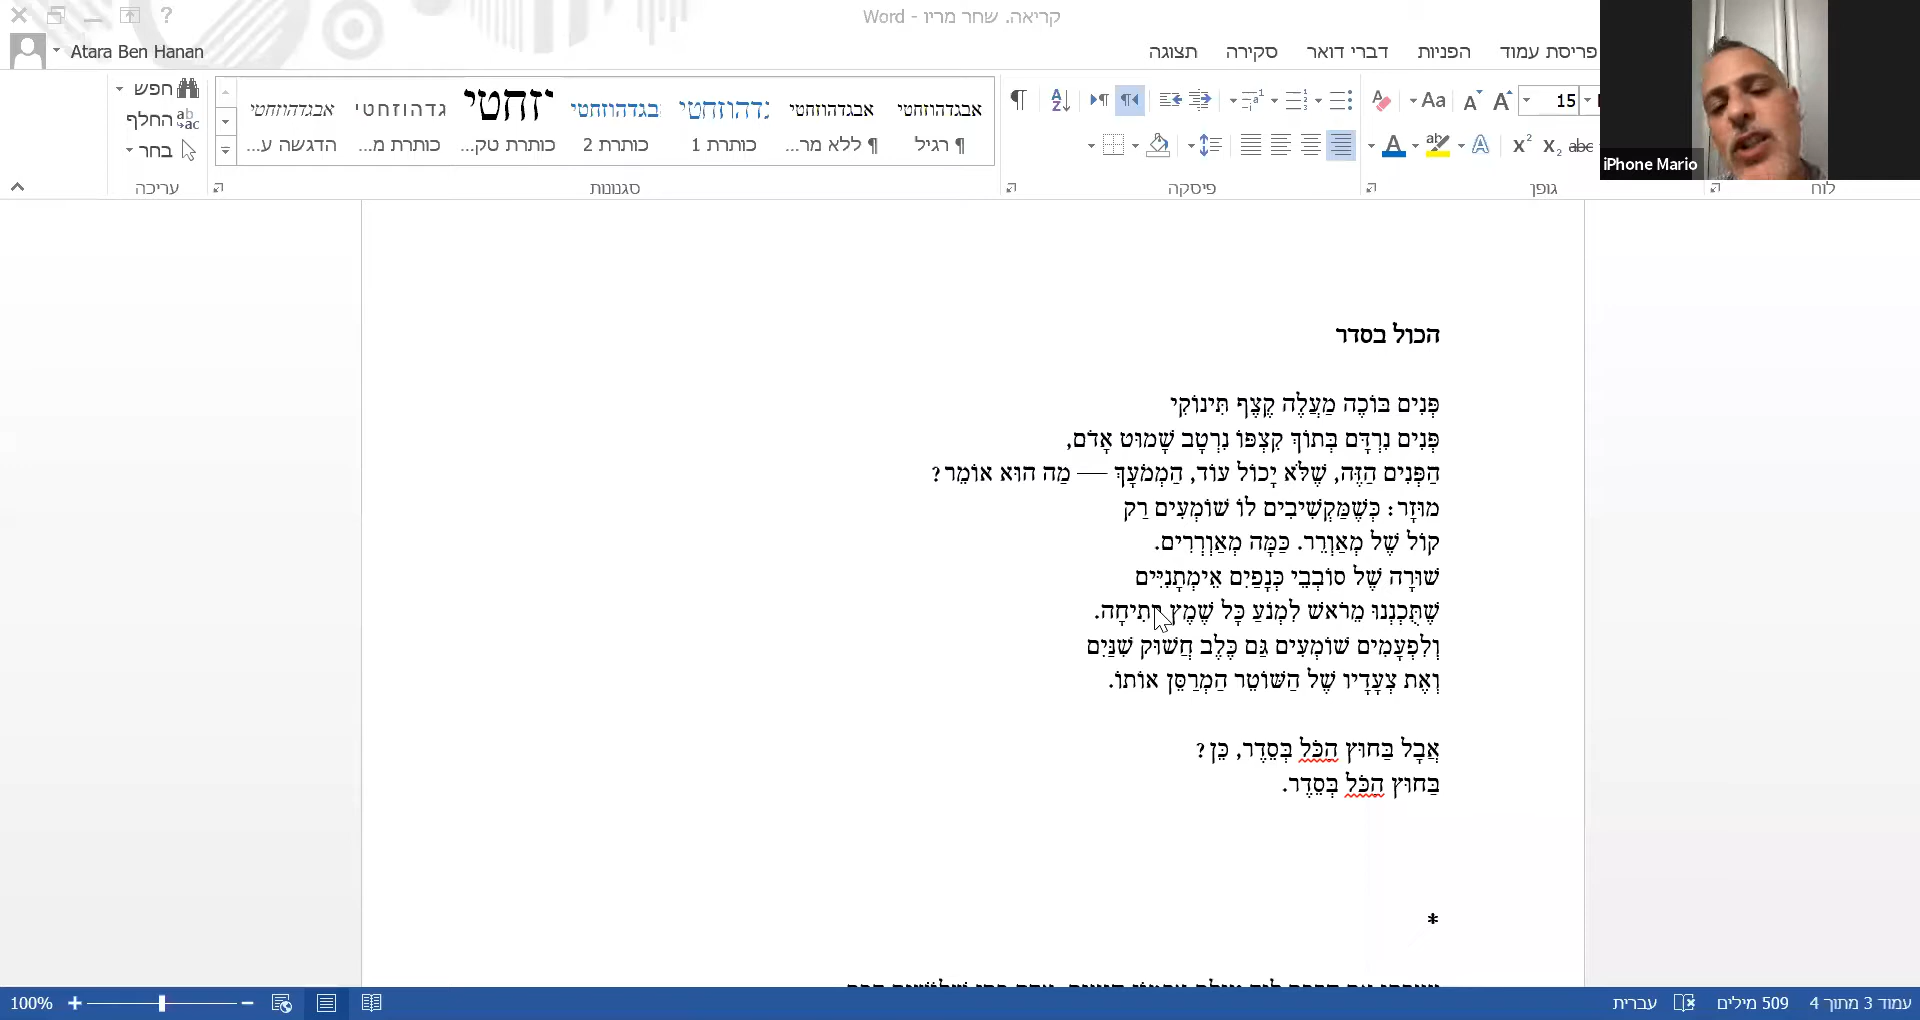 קריאה. שחר מריו - Word
Atara Ben Hanan
פריסת עמוד הפניות דברי דואר סקירה תצוגה
iPhone Mario
15
Aa
חפש
החלף
בחר
אבגדהוזחטי אבגדהוזחטי
¶ רגיל ¶ ללא מר... כותרת 1 כותרת 2 כותרת טק... כותרת מ... הדגשה ע...
לוח גופן פיסקה סגנונות עריכה
הכול בסדר
פְּנִים בּוֹכֶה מַעֲלֶה קֶצֶף תִּינוֹקִי
פְּנִים נִרְדָּם בְּתוֹךְ קִצְפּוֹ נִרְטָב שָׁמוּט אָדֹם,
הַפְּנִים הַזֶּה, שֶׁלֹּא יָכוֹל עוֹד, הַמְמֹעָךְ — מַה הוּא אוֹמֵר?
מוּזָר: כְּשֶׁמַּקְשִׁיבִים לוֹ שׁוֹמְעִים רַק
קוֹל שֶׁל מְאַוְרֵר. כַּמָּה מְאַוְרְרִים.
שׁוּרָה שֶׁל סוֹבְבֵי כְּנָפַיִם אֵימְתָנִיִּים
שֶׁתֻּכְנְנוּ מֵרֹאשׁ לִמְנֹעַ כָּל שֶׁמֶץ
וְלִפְעָמִים שׁוֹמְעִים גַּם כֶּלֶב חֲשׂוּק שִׁנַּיִם
וְאֶת צְעָדָיו שֶׁל הַשּׁוֹטֵר הַמְרַסֵּן אוֹתוֹ.
אֲבָל בַּחוּץ הַכֹּל בְּסֵדֶר, כֵּן?
בַּחוּץ הַכֹּל בְּסֵדֶר.
*
עמוד 3 מתוך 4 509 מילים עברית
100%